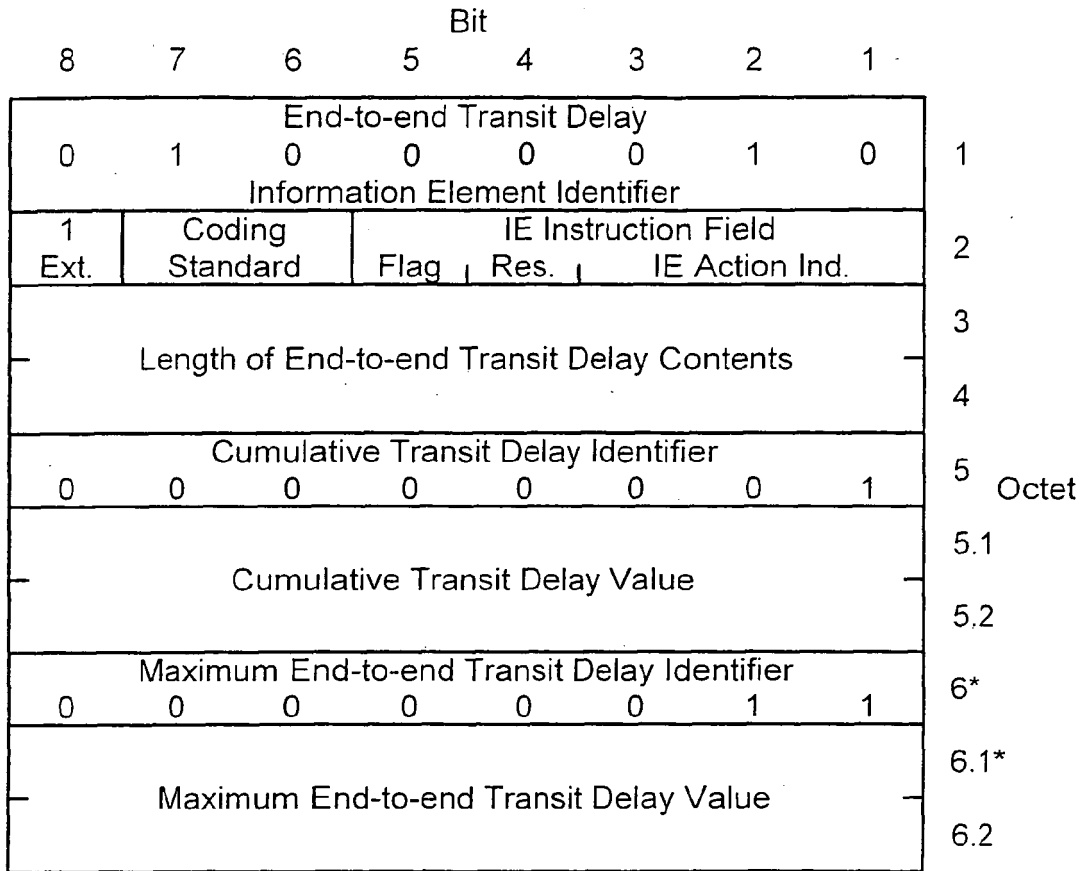 Bit
8 7 6 5 4 3 2 1
End-to-end Transit Delay
0 1 0 0 0 0 1 0 1
Information Element Identifier
1 Coding IE Instruction Field
Ext. Standard Flag Res. IE Action Ind. 2
3
Length of End-to-end Transit Delay Contents
4
Cumulative Transit Delay Identifier
5
0 0 0 0 0 0 0 1 Octet
5.1
Cumulative Transit Delay Value
5.2
Maximum End-to-end Transit Delay Identifier
6*
0 0 0 0 0 0 1 1
6.1*
Maximum End-to-end Transit Delay Value
6.2